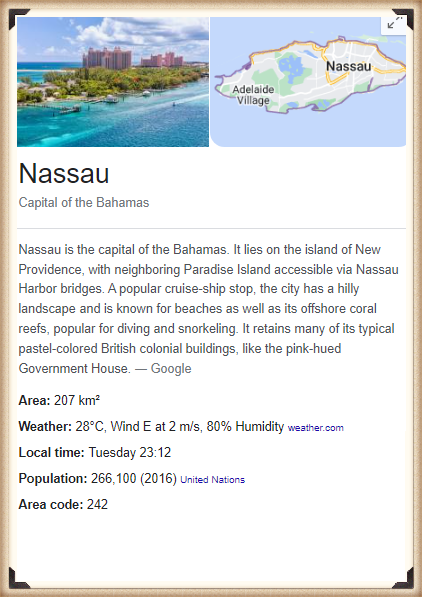 Nassau
Adelaide
Village
Nassau
Capital of the Bahamas
Nassau is the capital of the Bahamas. It lies on the island of New
Providence, with neighboring Paradise Island accessible via Nassau
Harbor bridges. A popular cruise-ship stop, the city has a hilly
landscape and is known for beaches as well as its offshore coral
reefs, popular for diving and snorkeling. It retains many of its typical
pastel-colored British colonial buildings, like the pink-hued
Government House. — Google
Area: 207 km²
Weather: 28°C, Wind E at 2 m/s, 80% Humidity weather.com
Local time: Tuesday 23:12
Population: 266,100 (2016) United Nations
Area code: 242